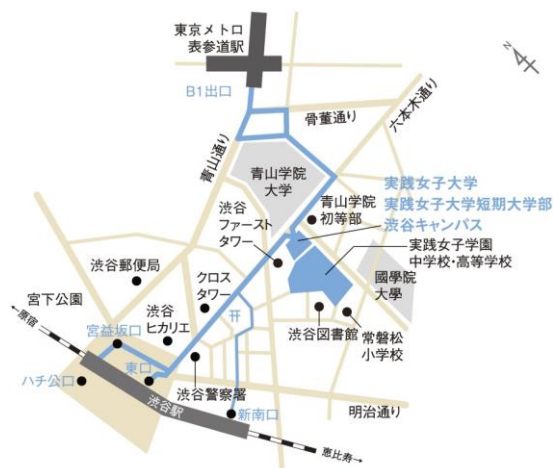 東京メトロ
表参道駅
N
B1出口
骨董通り
六本木通り
青山通り
青山学院
大学
実践女子大学
実践女子大学短期大学部
渋谷キャンパス
青山学院
初等部
渋谷
ファースト
タワー
実践女子学園
中学校・高等学校
渋谷郵便局
クロス
タワー
國學院
大學
宮下公園
渋谷
ヒカリエ
渋谷図書館
常磐松
小学校
←原宿
宮益坂口
ハチ公口
東口
渋谷警察署
渋谷駅
新南口
明治通り
恵比寿→